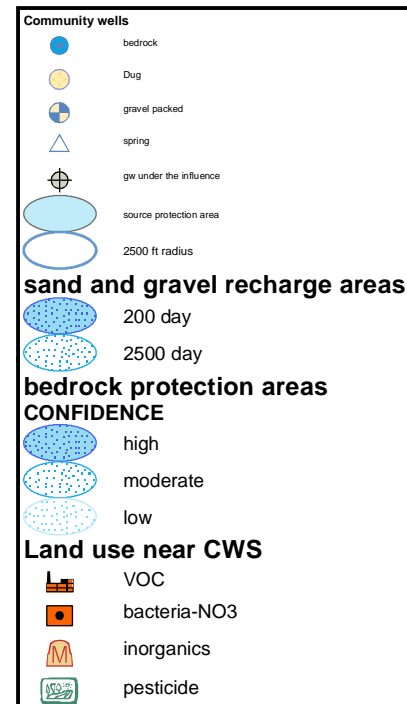 Community wells
bedrock
Dug
gravel packed
spring
gw under the influence
source protection area
2500 ft radius
sand and gravel recharge areas
200 day
2500 day
bedrock protection areas
CONFIDENCE
high
moderate
low
Land use near CWS
VOC
bacteria-NO3
M
inorganics
pesticide